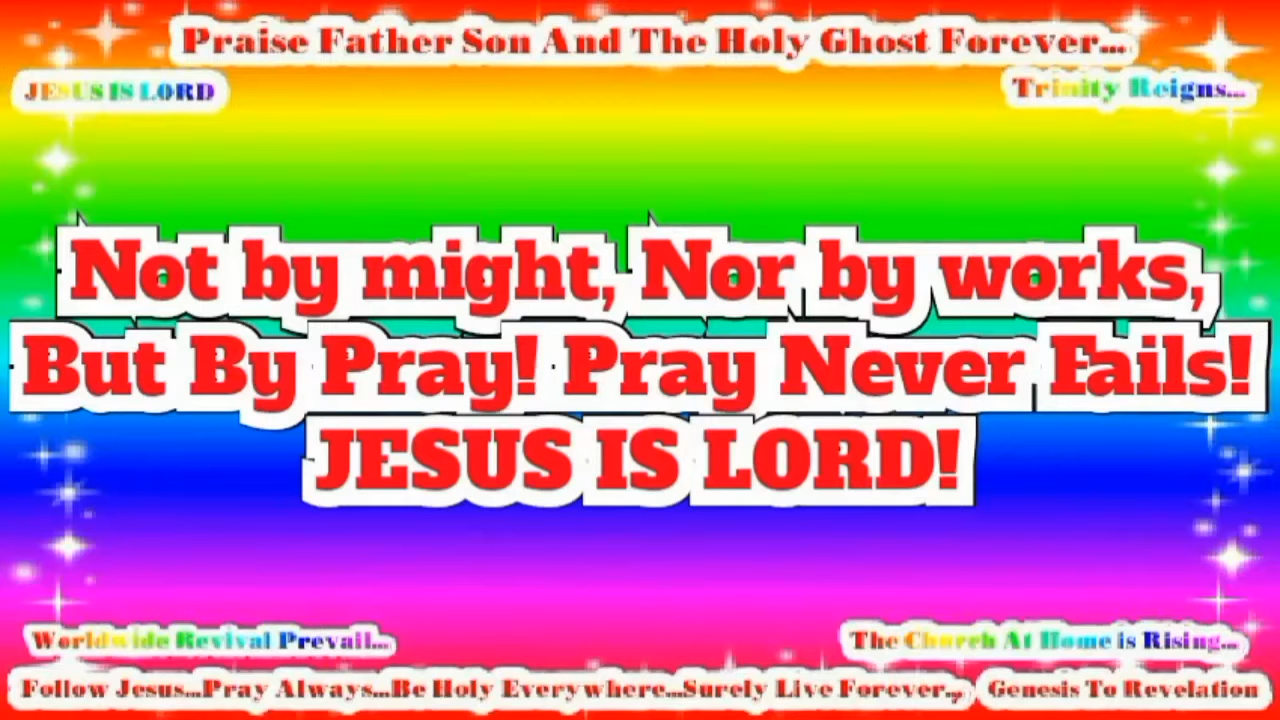 Praise Father Son And The Holy Ghost Forever...
JESUS IS LORD
Trinity Reigns...
Not by might, Nor by works,
But By Pray! Pray Never Fails!
JESUS IS LORD!
Worldwide Revival Prevail...
The Church At Home is Rising...
Follow Jesus...Pray Always...Be Holy Everywhere...Surely Live Forever...,
Genesis To Revelation